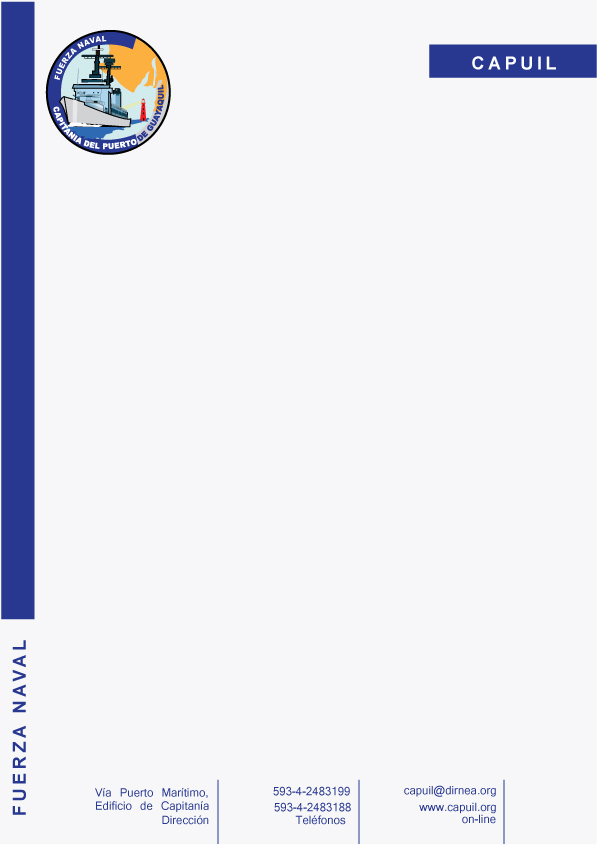 FUERZA NAVAL
CAPITANIA DEL PUERTO DE GUAYAQUIL
CAPUIL
FUERZA NAVAL
Vía Puerto Marítimo,
Edificio de Capitanía
Dirección
593-4-2483199
593-4-2483188
Teléfonos
capuil@dirnea.org
www.capuil.org
on-line